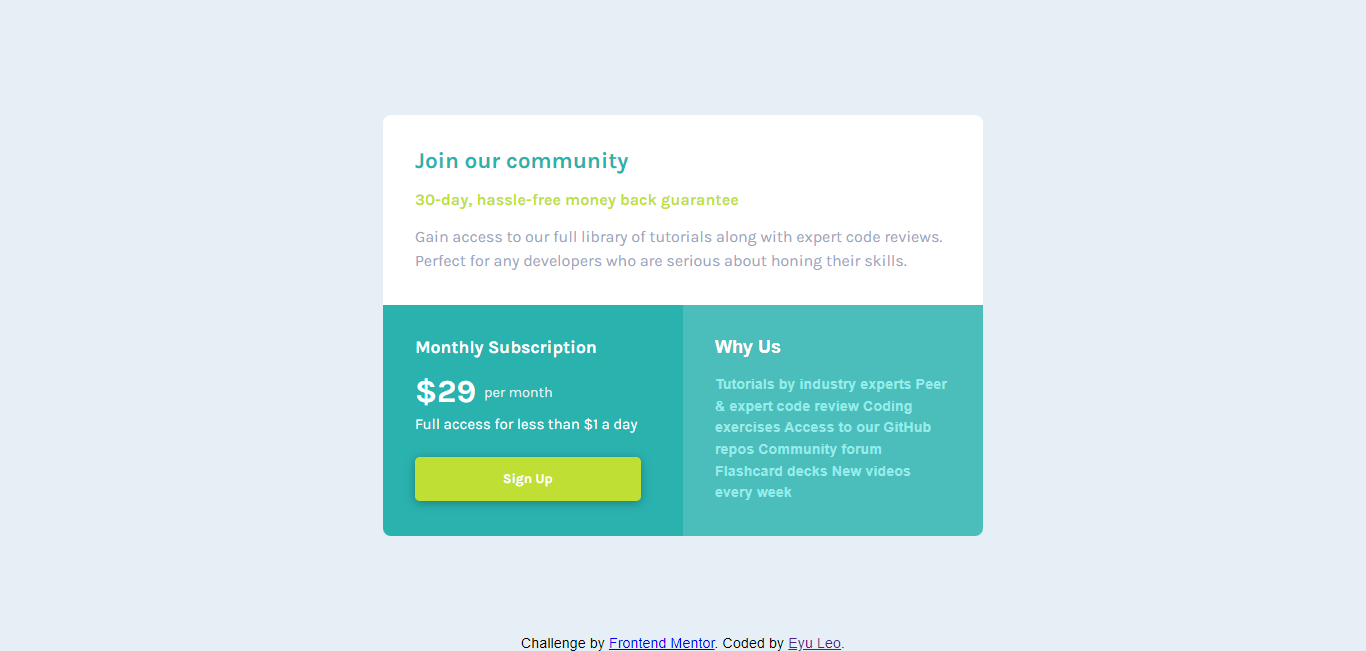 Join our community
30-day, hassle-free money back guarantee
Gain access to our full library of tutorials along with expert code reviews.
Perfect for any developers who are serious about honing their skills.
Monthly Subscription
$29 per month
Full access for less than $1 a day
Sign Up
Why Us
Tutorials by industry experts Peer
& expert code review Coding
exercises Access to our GitHub
repos Community forum
Flashcard decks New videos
every week
Challenge by Frontend Mentor. Coded by Eyu Leo.